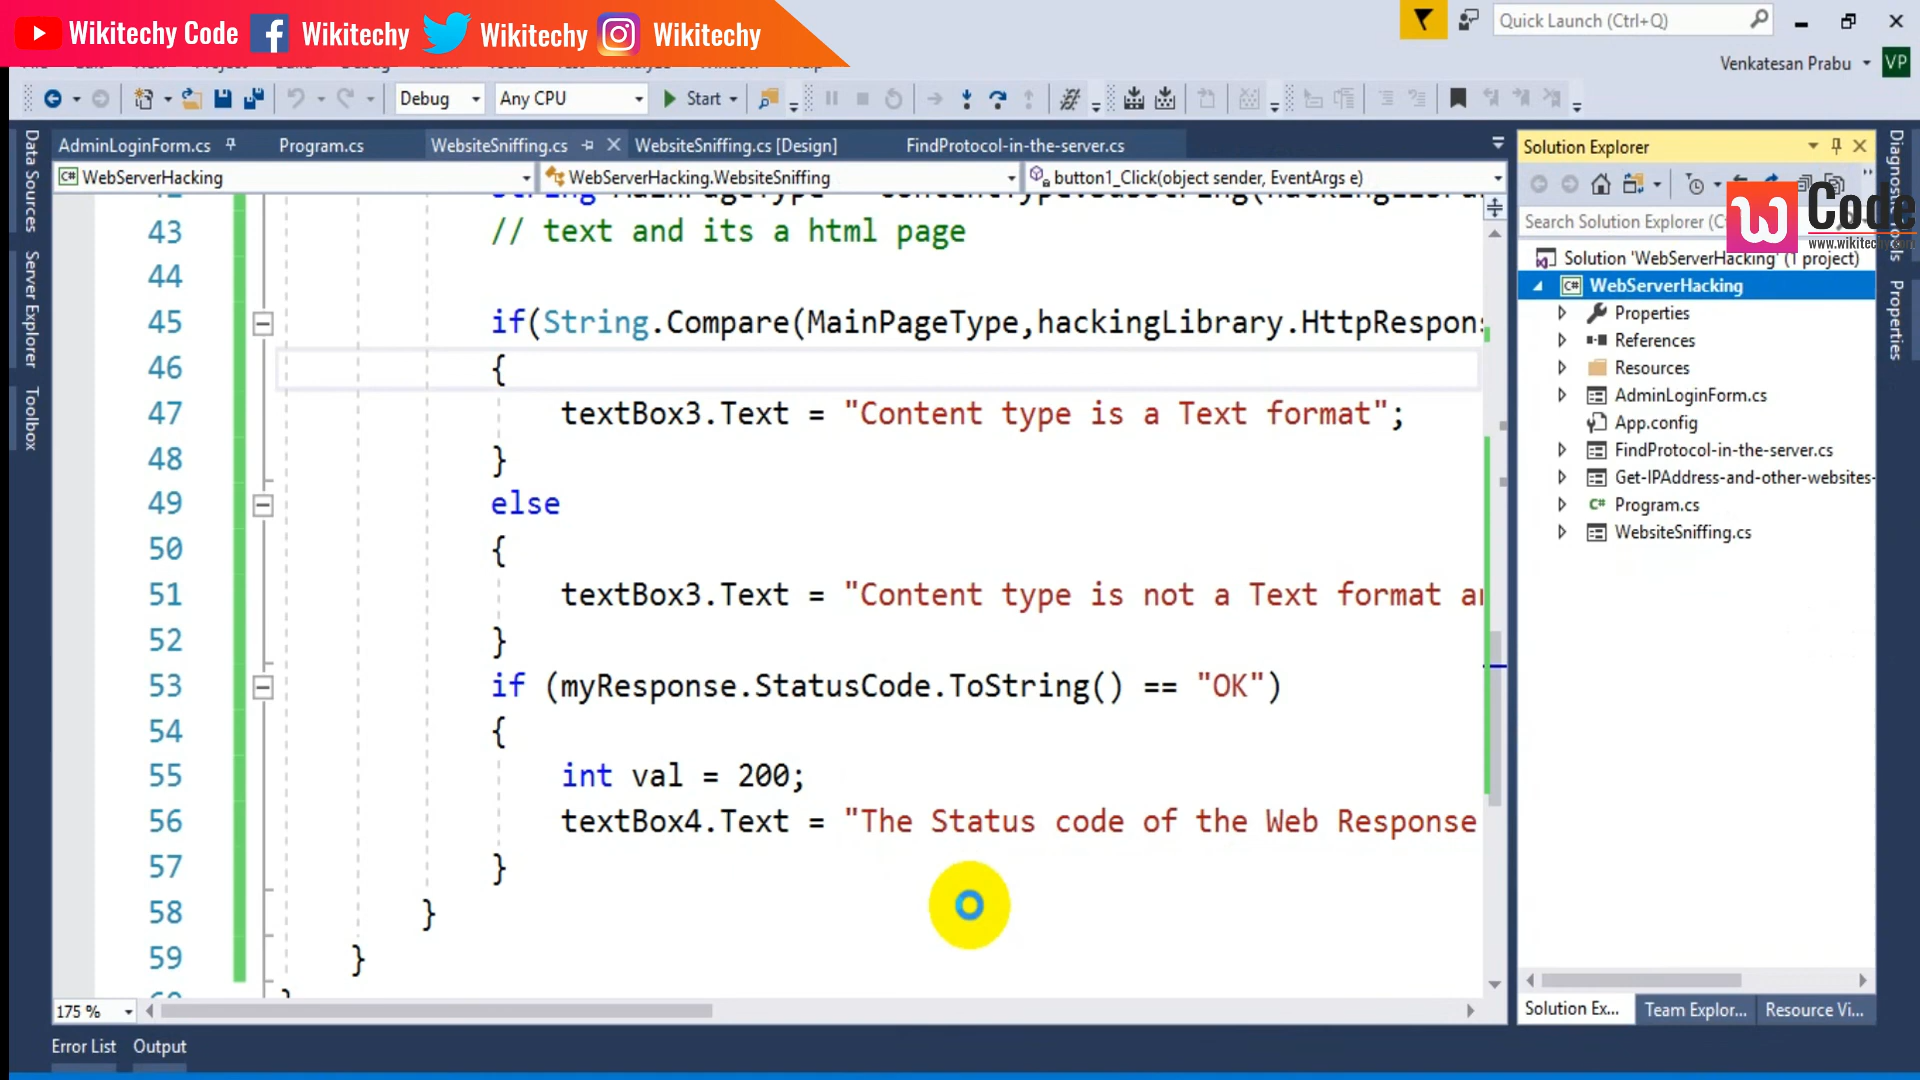 Wikitechy Code Wikitechy Wikitechy Wikitechy
Quick Launch (Ctrl+Q)
Venkatesan Prabu VP
Debug Any CPU Start
AdminLoginForm.cs Program.cs WebsiteSniffing.cs WebsiteSniffing.cs [Design] FindProtocol-in-the-server.cs
WebServerHacking WebServerHacking.WebsiteSniffing button1_Click(object sender, EventArgs e)
43 // text and its a html page
44
45 if(String.Compare(MainPageType,hackingLibrary.HttpRespons
46 {
47 textBox3.Text = "Content type is a Text format";
48 }
49 else
50 {
51 textBox3.Text = "Content type is not a Text format a
52 }
53 if (myResponse.StatusCode.ToString() == "OK")
54 {
55 int val = 200;
56 textBox4.Text = "The Status code of the Web Response
57 }
58 }
59 }
175 %
Error List Output
Data Sources
Server Explorer
Toolbox
Solution Explorer
Search Solution Explorer (C
Solution 'WebServerHacking' (1 project)
WebServerHacking
Properties
References
Resources
AdminLoginForm.cs
App.config
FindProtocol-in-the-server.cs
Get-IPAddress-and-other-websites-
Program.cs
WebsiteSniffing.cs
Solution Ex... Team Explor... Resource Vi...
Properties
W Code